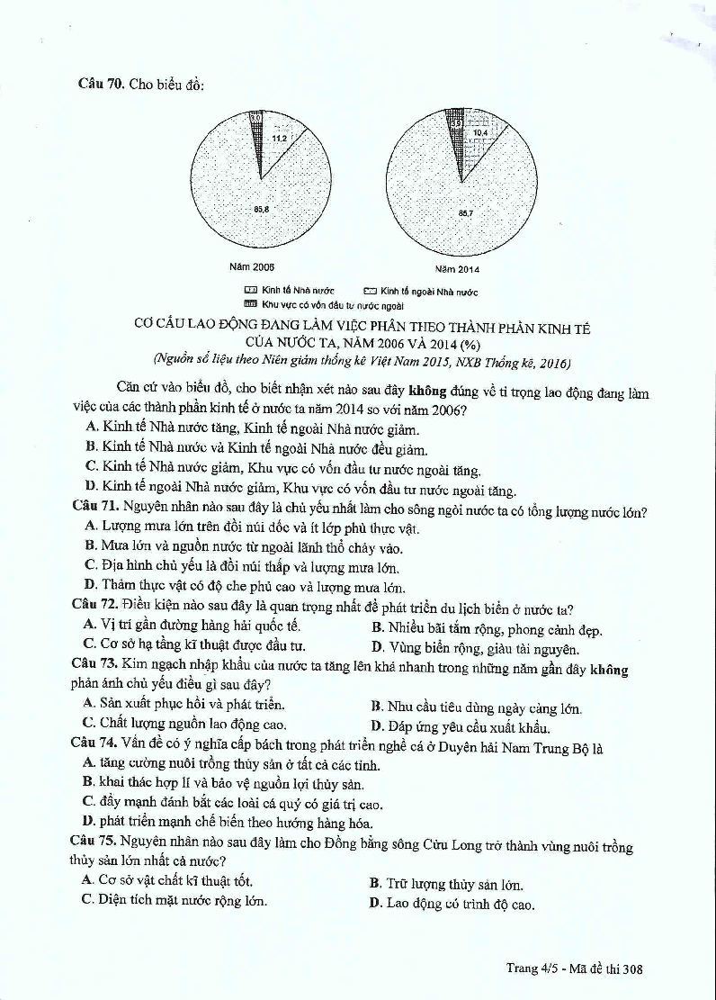 Câu 70. Cho biểu đồ:
3,0
11,2
85,8
3,9
10,4
85,7
Năm 2006
Năm 2014
Kinh tế Nhà nước
Kinh tế ngoài Nhà nước
Khu vực có vốn đầu tư nước ngoài
CƠ CẤU LAO ĐỘNG ĐANG LÀM VIỆC PHÂN THEO THÀNH PHẦN KINH TẾ
CỦA NƯỚC TA, NĂM 2006 VÀ 2014 (%)
(Nguồn số liệu theo Niên giám thống kê Việt Nam 2015, NXB Thống kê, 2016)
Căn cứ vào biểu đồ, cho biết nhận xét nào sau đây không đúng về tỉ trọng lao động đang làm
việc của các thành phần kinh tế ở nước ta năm 2014 so với năm 2006?
A. Kinh tế Nhà nước tăng, Kinh tế ngoài Nhà nước giảm.
B. Kinh tế Nhà nước và Kinh tế ngoài Nhà nước đều giảm.
C. Kinh tế Nhà nước giảm, Khu vực có vốn đầu tư nước ngoài tăng.
D. Kinh tế ngoài Nhà nước giảm, Khu vực có vốn đầu tư nước ngoài tăng.
Câu 71. Nguyên nhân nào sau đây là chủ yếu nhất làm cho sông ngòi nước ta có tổng lượng nước lớn?
A. Lượng mưa lớn trên đồi núi dốc và ít lớp phủ thực vật.
B. Mưa lớn và nguồn nước từ ngoài lãnh thổ chảy vào.
C. Địa hình chủ yếu là đồi núi thấp và lượng mưa lớn.
D. Thảm thực vật có độ che phủ cao và lượng mưa lớn.
Câu 72. Điều kiện nào sau đây là quan trọng nhất để phát triển du lịch biển ở nước ta?
A. Vị trí gần đường hàng hải quốc tế.
B. Nhiều bãi tắm rộng, phong cảnh đẹp.
C. Cơ sở hạ tầng kĩ thuật được đầu tư.
D. Vùng biển rộng, giàu tài nguyên.
Câu 73. Kim ngạch nhập khẩu của nước ta tăng lên khá nhanh trong những năm gần đây không
phản ánh chủ yếu điều gì sau đây?
A. Sản xuất phục hồi và phát triển.
B. Nhu cầu tiêu dùng ngày càng lớn.
C. Chất lượng nguồn lao động cao.
D. Đáp ứng yêu cầu xuất khẩu.
Câu 74. Vấn đề có ý nghĩa cấp bách trong phát triển nghề cá ở Duyên hải Nam Trung Bộ là
A. tăng cường nuôi trồng thủy sản ở tất cả các tỉnh.
B. khai thác hợp lí và bảo vệ nguồn lợi thủy sản.
C. đẩy mạnh đánh bắt các loài cá quý có giá trị cao.
D. phát triển mạnh chế biến theo hướng hàng hóa.
Câu 75. Nguyên nhân nào sau đây làm cho Đồng bằng sông Cửu Long trở thành vùng nuôi trồng
thủy sản lớn nhất cả nước?
A. Cơ sở vật chất kĩ thuật tốt.
B. Trữ lượng thủy sản lớn.
C. Diện tích mặt nước rộng lớn.
D. Lao động có trình độ cao.
Trang 4/5 - Mã đề thi 308